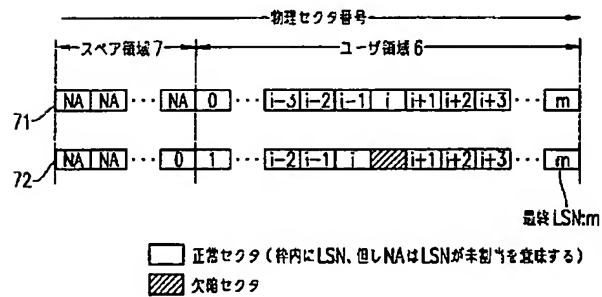 物理セクタ番号
スペア領域7 ユーザ領域6
NA NA ··· NA 0 ··· i-3 i-2 i-1 i i+1 i+2 i+3 ··· m
71
NA NA ··· 0 1 ··· i-2 i-1 i i+1 i+2 i+3 ··· m
72
最終LSN:m
正常セクタ(枠内にLSN、但しNAはLSNが未割当を意味する)
欠陥セクタ